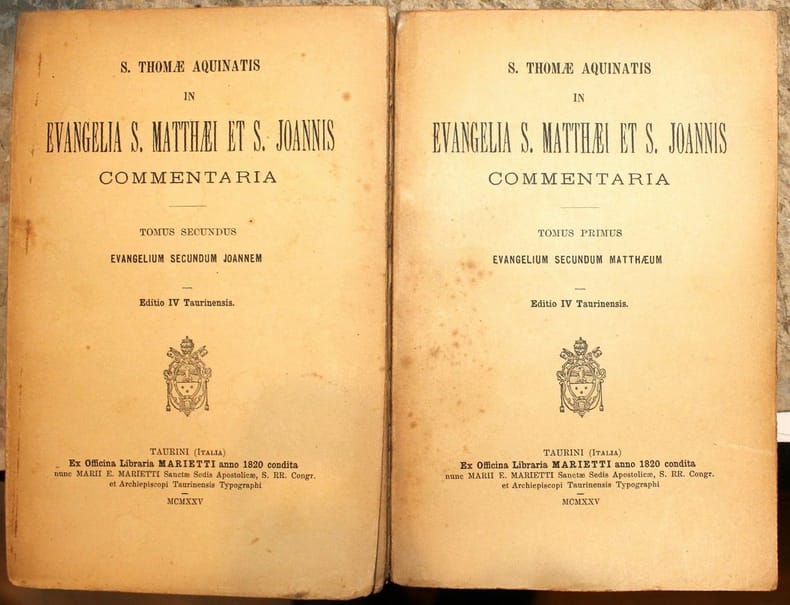 S. THOMÆ AQUINATIS
IN
EVANGELIA S. MATTHÆI ET S. JOANNIS
COMMENTARIA
TOMUS SECUNDUS
EVANGELIUM SECUNDUM JOANNEM
Editio IV Taurinensis.
TAURINI (ITALIA)
Ex Officina Libraria MARIETTI anno 1820 condita
nunc MARII E. MARIETTI Sanctæ Sedis Apostolicæ, S. RR. Congr.
et Archiepiscopi Taurinensis Typographi
MCMXXV
S. THOMÆ AQUINATIS
IN
EVANGELIA S. MATTHÆI ET S. JOANNIS
COMMENTARIA
TOMUS PRIMUS
EVANGELIUM SECUNDUM MATTHÆUM
Editio IV Taurinensis.
TAURINI (ITALIA)
Ex Officina Libraria MARIETTI anno 1820 condita
nunc MARII E. MARIETTI Sanctæ Sedis Apostolicæ, S. RR. Congr.
et Archiepiscopi Taurinensis Typographi
MCMXXV